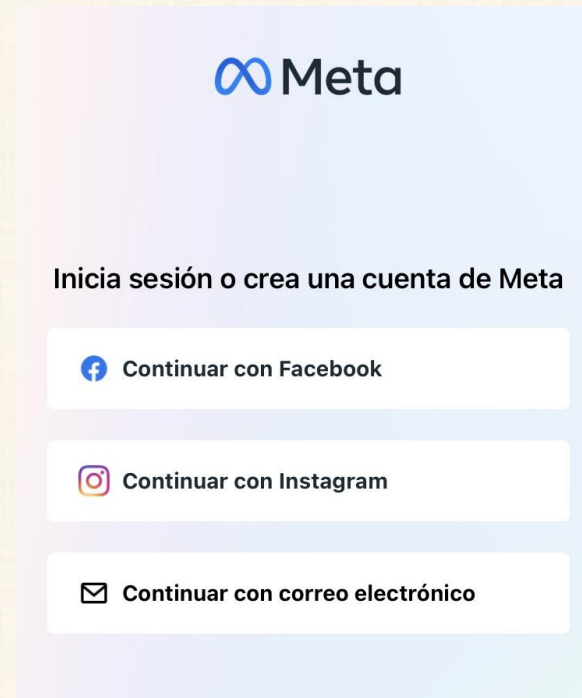 Meta
Inicia sesión o crea una cuenta de Meta
Continuar con Facebook
Continuar con Instagram
Continuar con correo electrónico